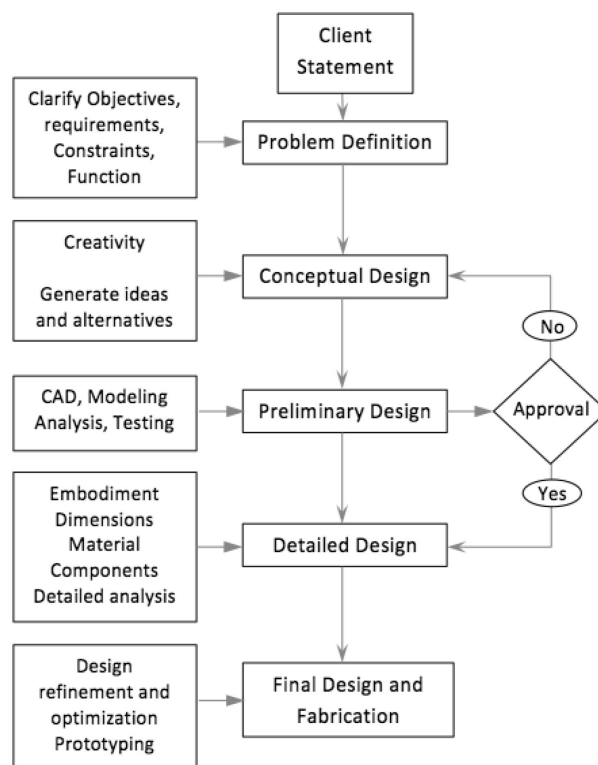 Client
Statement
Clarify Objectives,
requirements,
Constraints,
Function
Problem Definition
Creativity
Generate ideas
and alternatives
Conceptual Design
No
CAD, Modeling
Analysis, Testing
Preliminary Design
Approval
Yes
Embodiment
Dimensions
Material
Components
Detailed analysis
Detailed Design
Design
refinement and
optimization
Prototyping
Final Design and
Fabrication